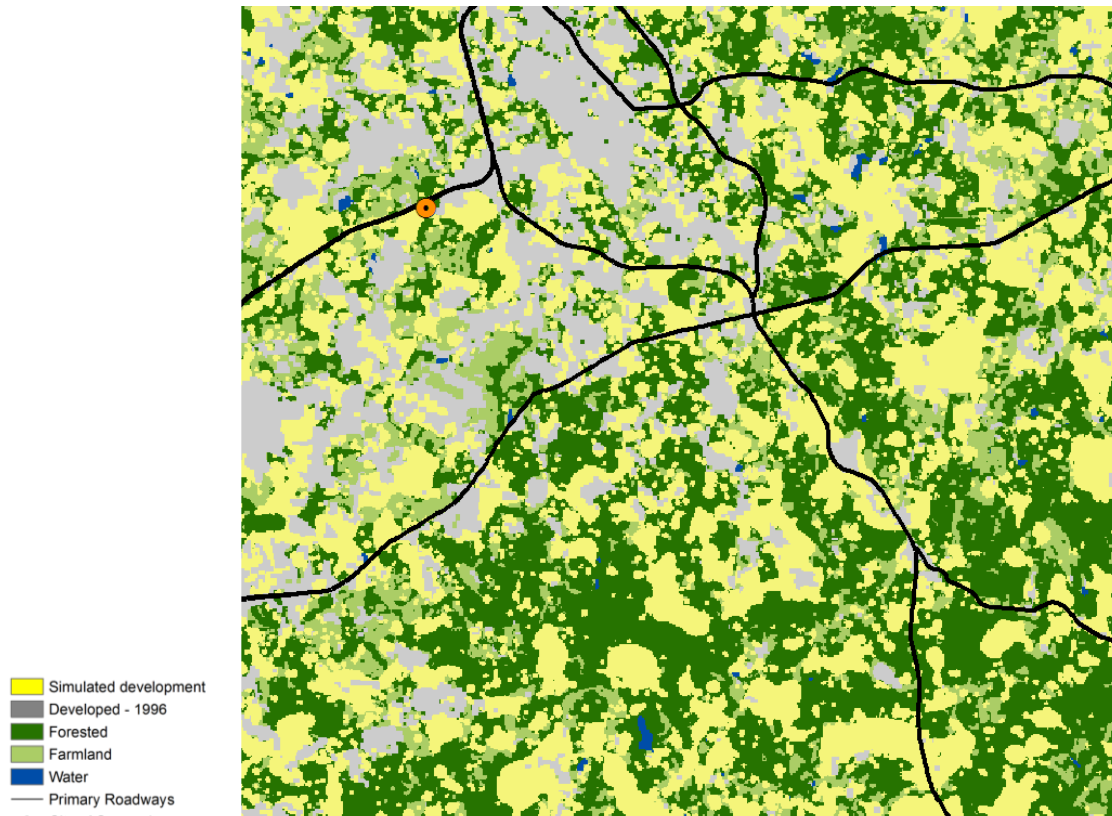 Simulated development
Developed - 1996
Forested
Farmland
Water
Primary Roadways